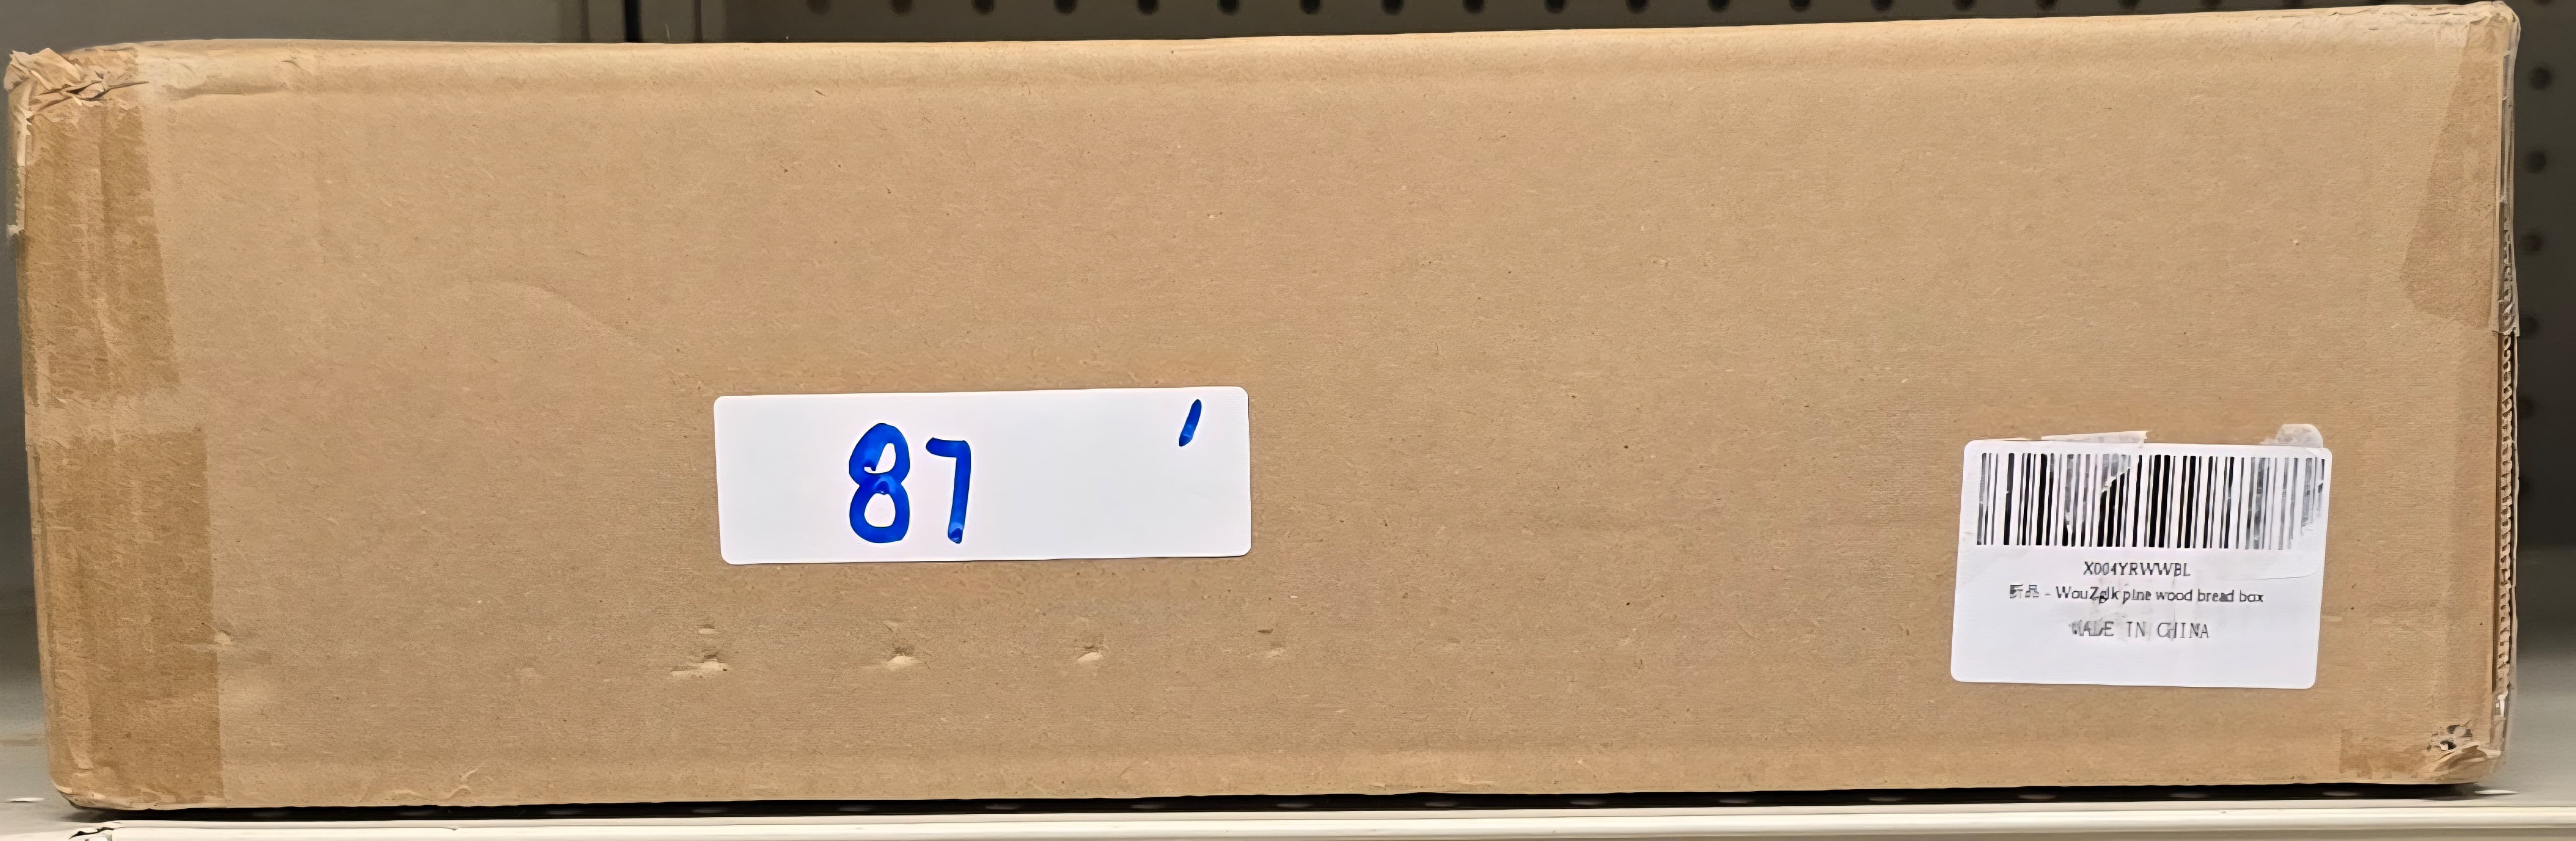 87
X004YRWWBL
新品 - WouZglk pine wood bread box
MADE IN CHINA